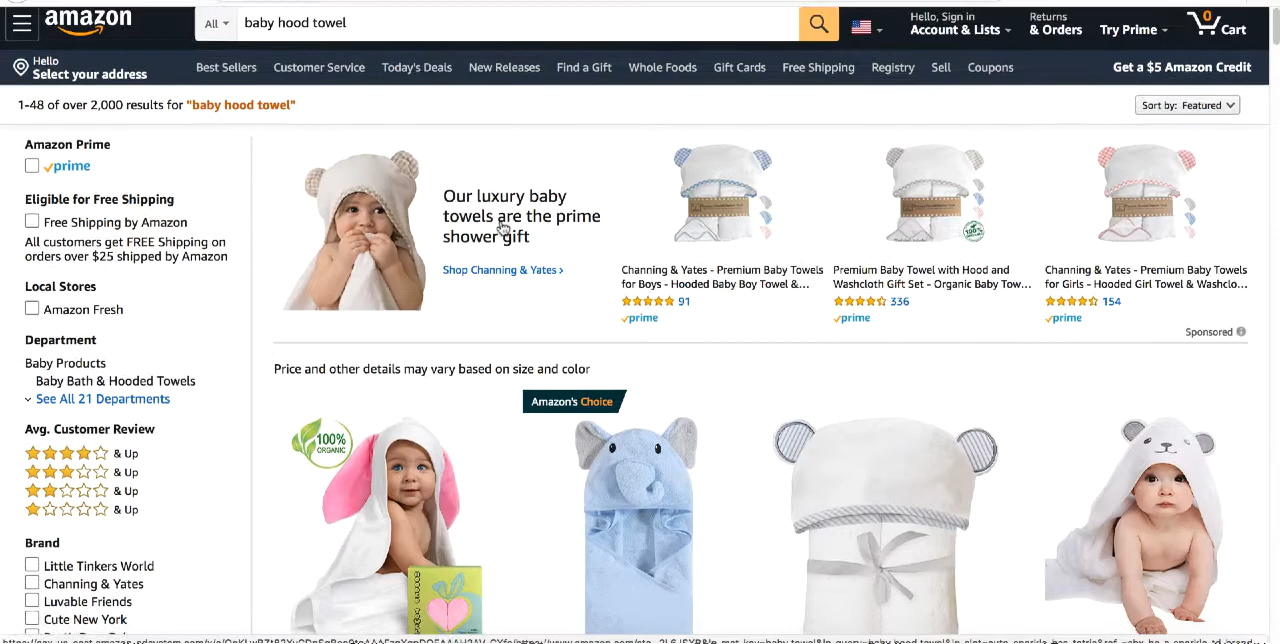 amazon
All
baby hood towel
Hello, Sign in
Account & Lists
Returns
& Orders
Try Prime
0
Cart
Hello
Select your address
Best Sellers
Customer Service
Today's Deals
New Releases
Find a Gift
Whole Foods
Gift Cards
Free Shipping
Registry
Sell
Coupons
Get a $5 Amazon Credit
1-48 of over 2,000 results for "baby hood towel"
Sort by: Featured
Amazon Prime
prime
Eligible for Free Shipping
Free Shipping by Amazon
All customers get FREE Shipping on
orders over $25 shipped by Amazon
Local Stores
Amazon Fresh
Department
Baby Products
Baby Bath & Hooded Towels
See All 21 Departments
Avg. Customer Review
& Up
& Up
& Up
& Up
Brand
Little Tinkers World
Channing & Yates
Luvable Friends
Cute New York
Our luxury baby
towels are the prime
shower gift
Shop Channing & Yates ›
Channing & Yates - Premium Baby Towels
for Boys - Hooded Baby Boy Towel &...
91
prime
Premium Baby Towel with Hood and
Washcloth Gift Set - Organic Baby Tow...
336
prime
Channing & Yates - Premium Baby Towels
for Girls - Hooded Girl Towel & Washclo...
154
prime
Sponsored
Price and other details may vary based on size and color
Amazon's Choice
100%
ORGANIC